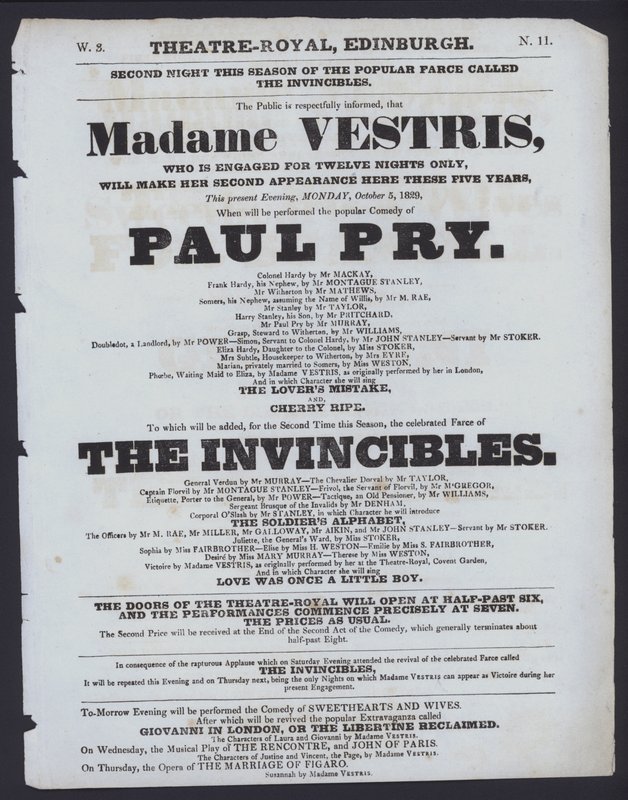 W. 3.
THEATRE-ROYAL, EDINBURGH.
N. 11.
SECOND NIGHT THIS SEASON OF THE POPULAR FARCE CALLED
THE INVINCIBLES.
The Public is respectfully informed, that
Madame VESTRIS,
WHO IS ENGAGED FOR TWELVE NIGHTS ONLY,
WILL MAKE HER SECOND APPEARANCE HERE THESE FIVE YEARS,
This present Evening, MONDAY, October 5, 1829,
When will be performed the popular Comedy of
PAUL PRY.
Colonel Hardy by Mr MACKAY,
Frank Hardy, his Nephew, by Mr MONTAGUE STANLEY,
Mr Witherton by Mr MATHEWS,
Somers, his Nephew, assuming the Name of Willis, by Mr M. RAE,
Mr Stanley by Mr TAYLOR,
Harry Stanley, his Son, by Mr PRITCHARD,
Mr Paul Pry by Mr MURRAY,
Grasp, Steward to Witherton, by Mr WILLIAMS,
Doubledot, a Landlord, by Mr POWER—Simon, Servant to Colonel Hardy, by Mr JOHN STANLEY—Servant by Mr STOKER.
Eliza Hardy, Daughter to the Colonel, by Miss STOKER,
Mrs Subtle, Housekeeper to Witherton, by Mrs EYRE,
Marian, privately married to Somers, by Miss WESTON,
Phœbe, Waiting Maid to Eliza, by Madame VESTRIS, as originally performed by her in London,
And in which Character she will sing
THE LOVER'S MISTAKE,
AND,
CHERRY RIPE.
To which will be added, for the Second Time this Season, the celebrated Farce of
THE INVINCIBLES.
General Verdun by Mr MURRAY—The Chevalier Dorval by Mr TAYLOR,
Captain Florvil by Mr MONTAGUE STANLEY—Frivol, the Servant of Florvil, by Mr M'GREGOR,
Etiquette, Porter to the General, by Mr POWER—Tactique, an Old Pensioner, by Mr WILLIAMS,
Sergeant Brusque of the Invalids by Mr DENHAM,
Corporal O'Slash by Mr STANLEY, in which Character he will introduce
THE SOLDIER'S ALPHABET,
The Officers by Mr M. RAE, Mr MILLER, Mr GALLOWAY, Mr AIKIN, and Mr JOHN STANLEY—Servant by Mr STOKER.
Juliette, the General's Ward, by Miss STOKER,
Sophia by Miss FAIRBROTHER—Elise by Miss H. WESTON—Emilie by Miss S. FAIRBROTHER,
Desiré by Miss MARY MURRAY—Therese by Miss WESTON,
Victoire by Madame VESTRIS, as originally performed by her at the Theatre-Royal, Covent Garden,
And in which Character she will sing
LOVE WAS ONCE A LITTLE BOY.
THE DOORS OF THE THEATRE-ROYAL WILL OPEN AT HALF-PAST SIX,
AND THE PERFORMANCES COMMENCE PRECISELY AT SEVEN.
THE PRICES AS USUAL.
The Second Price will be received at the End of the Second Act of the Comedy, which generally terminates about
half-past Eight.
In consequence of the rapturous Applause which on Saturday Evening attended the revival of the celebrated Farce called
THE INVINCIBLES,
It will be repeated this Evening and on Thursday next, being the only Nights on which Madame VESTRIS can appear as Victoire during her
present Engagement.
To-Morrow Evening will be performed the Comedy of SWEETHEARTS AND WIVES.
After which will be revived the popular Extravaganza called
GIOVANNI IN LONDON, OR THE LIBERTINE RECLAIMED.
The Characters of Laura and Giovanni by Madame VESTRIS.
On Wednesday, the Musical Play of THE RENCONTRE, and JOHN OF PARIS.
The Characters of Justine and Vincent, the Page, by Madame VESTRIS.
On Thursday, the Opera of THE MARRIAGE OF FIGARO.
Susannah by Madame VESTRIS.